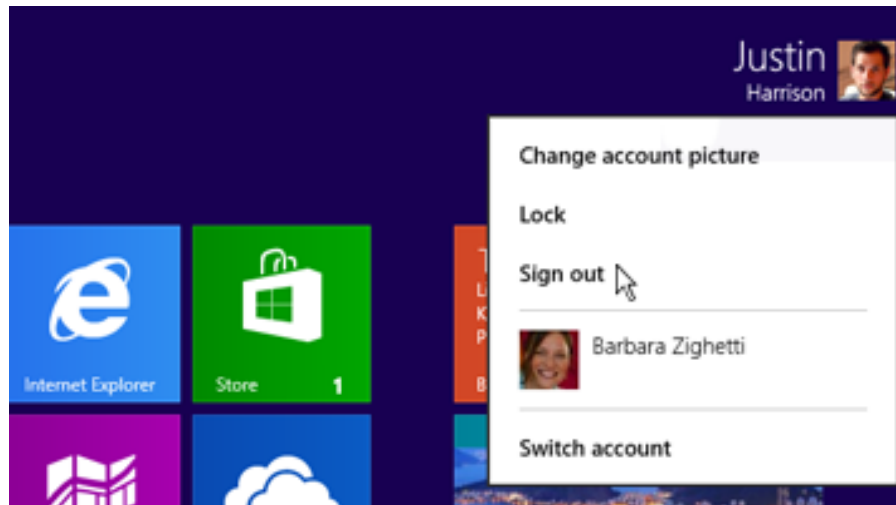 Justin
Harrison
Change account picture
Lock
Sign out
Barbara Zighetti
Switch account
Internet Explorer
Store 1